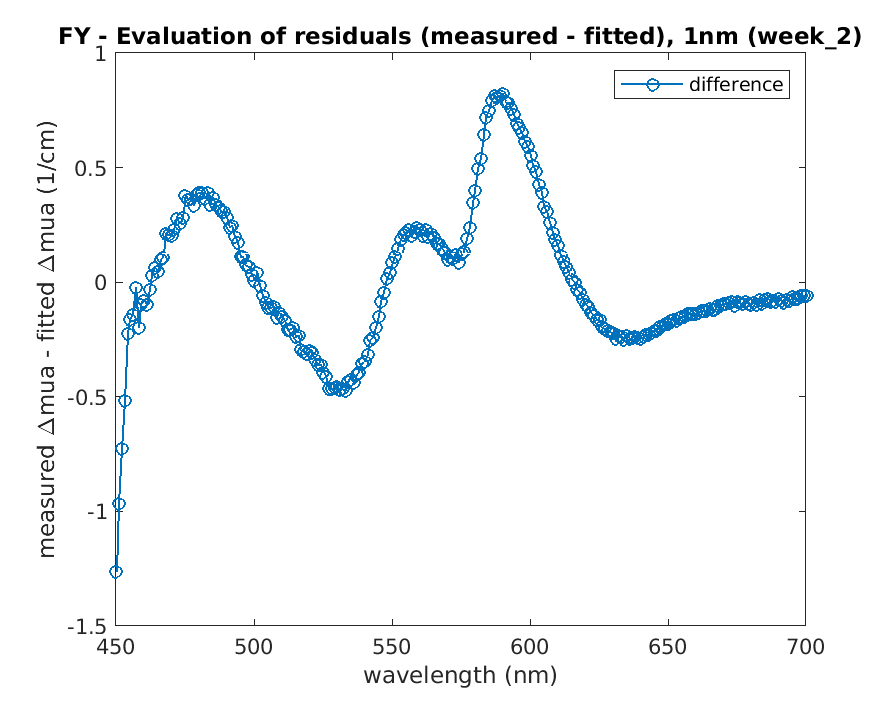 FY - Evaluation of residuals (measured - fitted), 1nm (week_2)
difference
measured Δmua - fitted Δmua (1/cm)
1
0.5
0
-0.5
-1
-1.5
450 500 550 600 650 700
wavelength (nm)